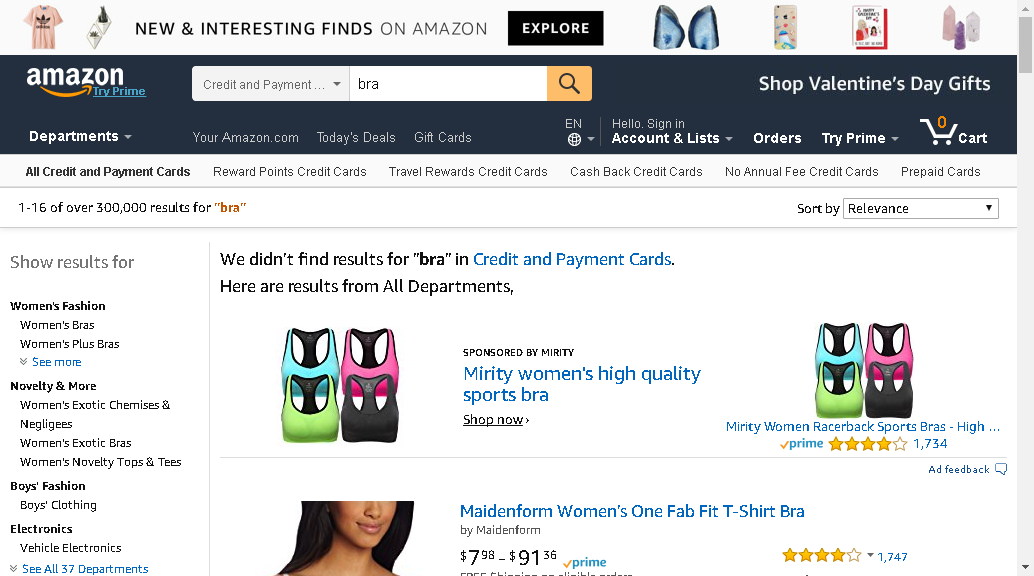 NEW & INTERESTING FINDS ON AMAZON EXPLORE
amazon
Try Prime
Credit and Payment ...
bra
Shop Valentine's Day Gifts
Departments
Your Amazon.com
Today's Deals
Gift Cards
EN
Hello. Sign in
Account & Lists
Orders
Try Prime
0
Cart
All Credit and Payment Cards
Reward Points Credit Cards
Travel Rewards Credit Cards
Cash Back Credit Cards
No Annual Fee Credit Cards
Prepaid Cards
1-16 of over 300,000 results for "bra"
Sort by Relevance
Show results for
Women's Fashion
Women's Bras
Women's Plus Bras
See more
Novelty & More
Women's Exotic Chemises &
Negligees
Women's Exotic Bras
Women's Novelty Tops & Tees
Boys' Fashion
Boys' Clothing
Electronics
Vehicle Electronics
See All 37 Departments
We didn't find results for "bra" in Credit and Payment Cards.
Here are results from All Departments,
SPONSORED BY MIRITY
Mirity women's high quality
sports bra
Shop now ›
Mirity Women Racerback Sports Bras - High ...
prime 1,734
Ad feedback
Maidenform Women's One Fab Fit T-Shirt Bra
by Maidenform
$7 98 - $91 36 prime
1,747
FREE Shipping on eligible orders